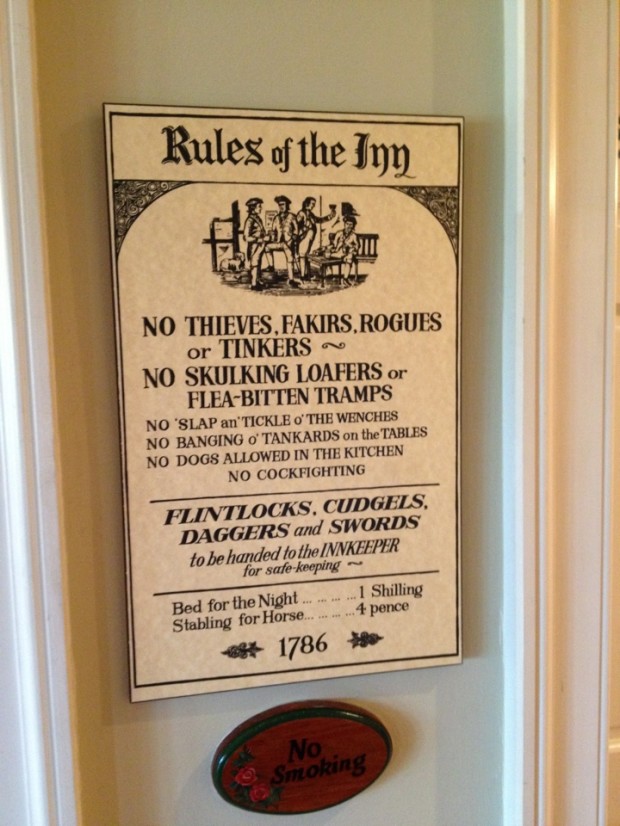 Rules of the Inn
NO THIEVES, FAKIRS, ROGUES
or TINKERS ~
NO SKULKING LOAFERS or
FLEA-BITTEN TRAMPS
NO 'SLAP an' TICKLE o' THE WENCHES
NO BANGING o' TANKARDS on the TABLES
NO DOGS ALLOWED IN THE KITCHEN
NO COCKFIGHTING
FLINTLOCKS, CUDGELS,
DAGGERS and SWORDS
to be handed to the INNKEEPER
for safe-keeping ~
Bed for the Night ... ... ... ... 1 Shilling
Stabling for Horse... ... ... ... 4 pence
1786
No
Smoking